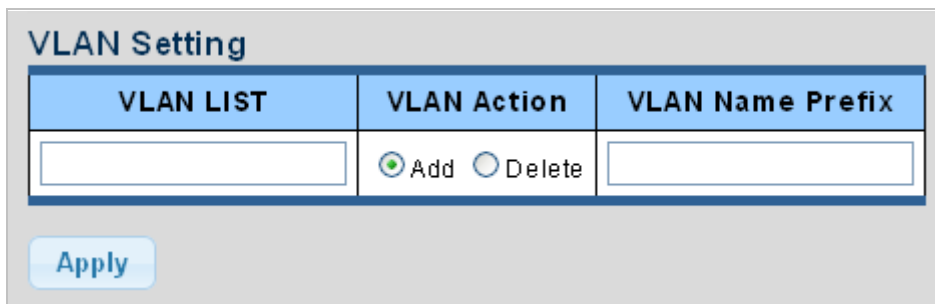 VLAN Setting
VLAN LIST VLAN Action VLAN Name Prefix
Add Delete
Apply